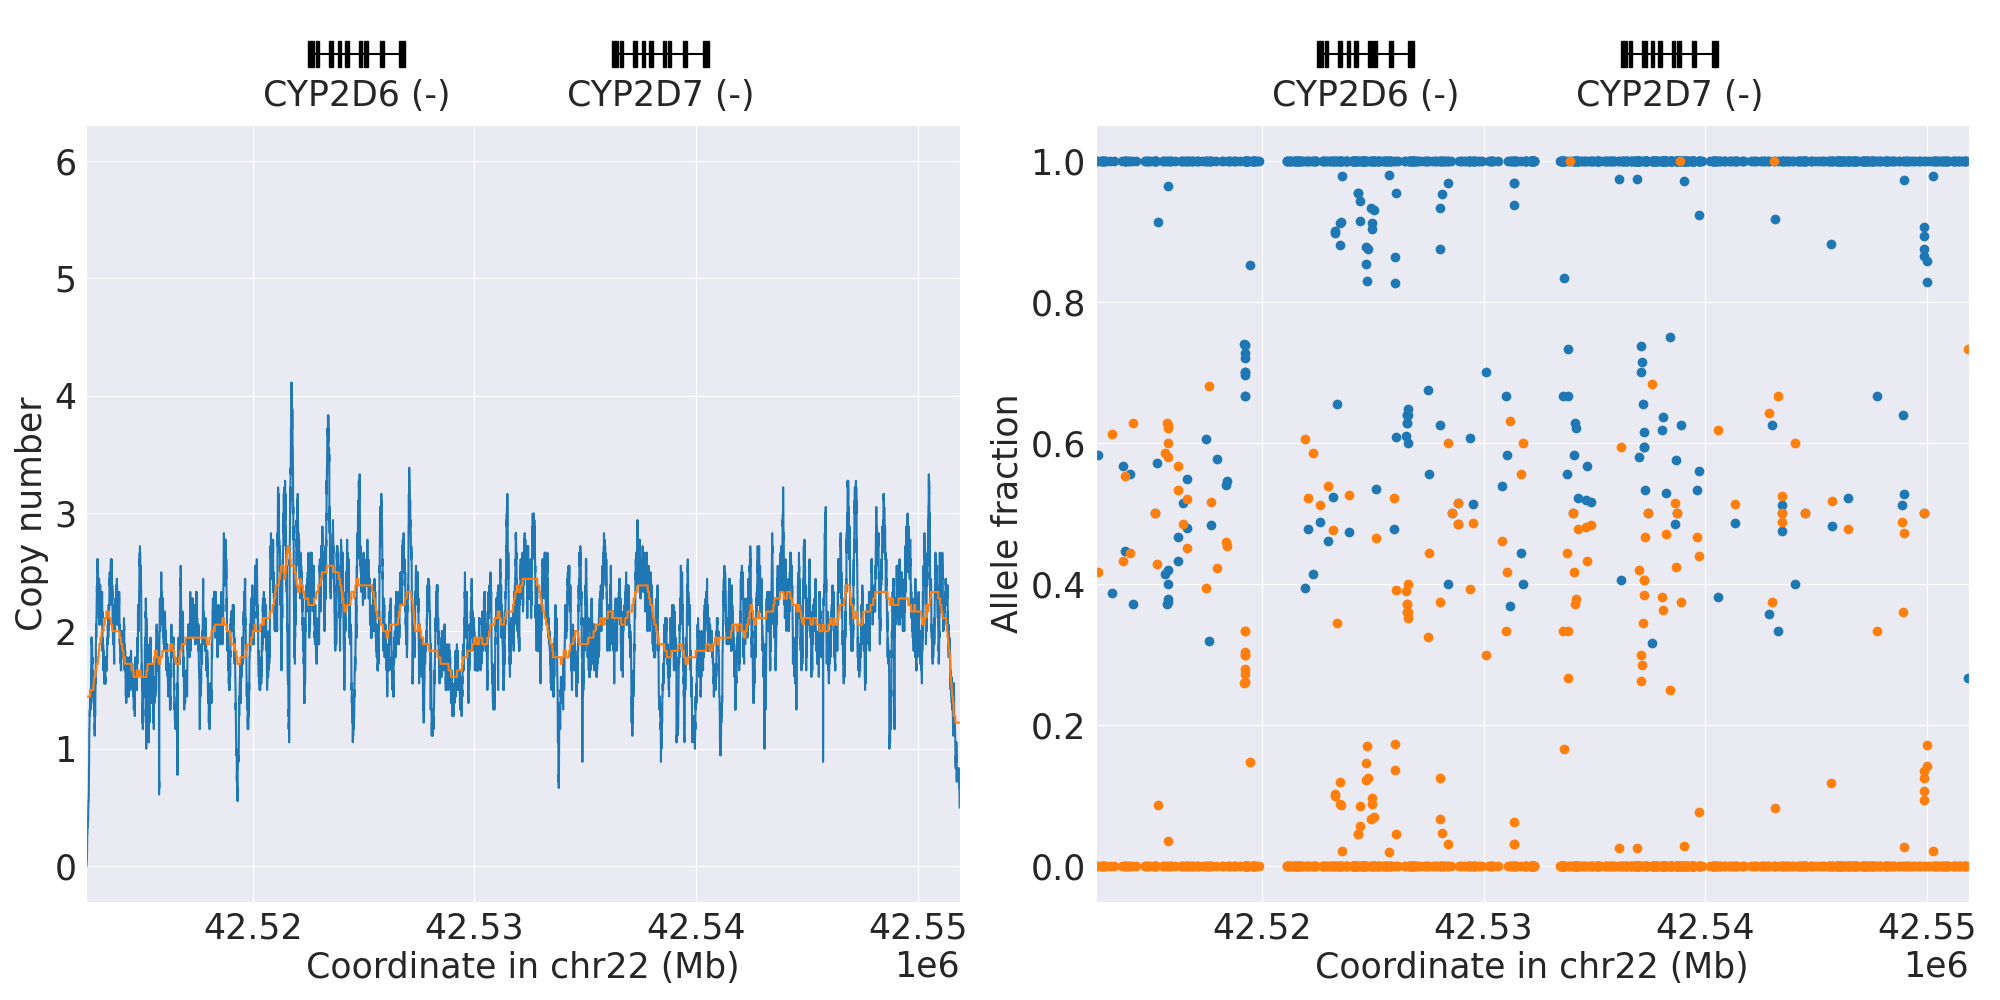 CYP2D6 (-) CYP2D7 (-)
6
5
4
3
2
1
0
Copy number
42.52 42.53 42.54 42.55
Coordinate in chr22 (Mb) 1e6
CYP2D6 (-) CYP2D7 (-)
1.0
0.8
0.6
0.4
0.2
0.0
Allele fraction
42.52 42.53 42.54 42.55
Coordinate in chr22 (Mb) 1e6